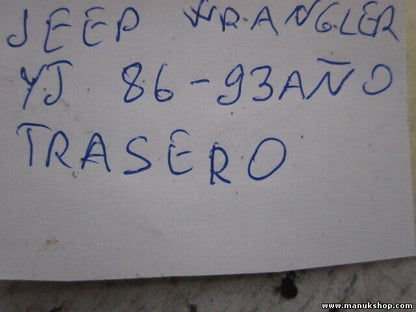 JEEP WRANGLER
YJ 86-93AÑO
TRASERO
www.manukshop.com